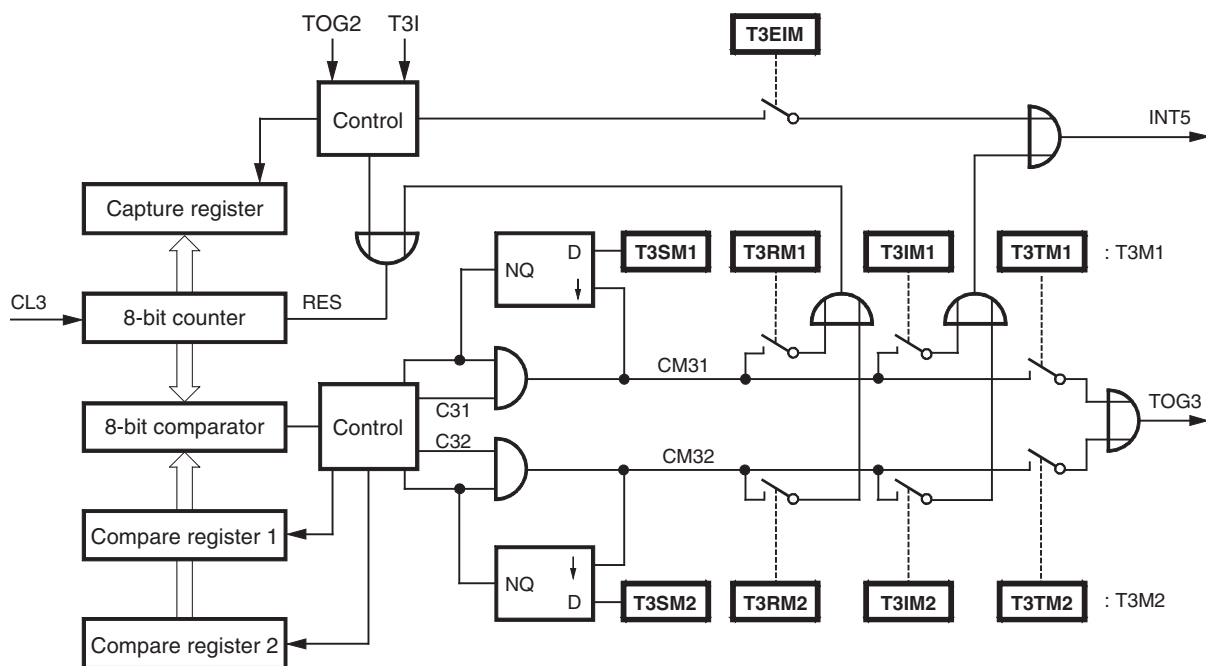 TOG2 T3I
T3EIM
Control
INT5
Capture register
NQ D
T3SM1
T3RM1
T3IM1
T3TM1
: T3M1
CL3
8-bit counter
RES
CM31
C31
8-bit comparator
Control
TOG3
C32
CM32
Compare register 1
NQ D
T3SM2
T3RM2
T3IM2
T3TM2
: T3M2
Compare register 2